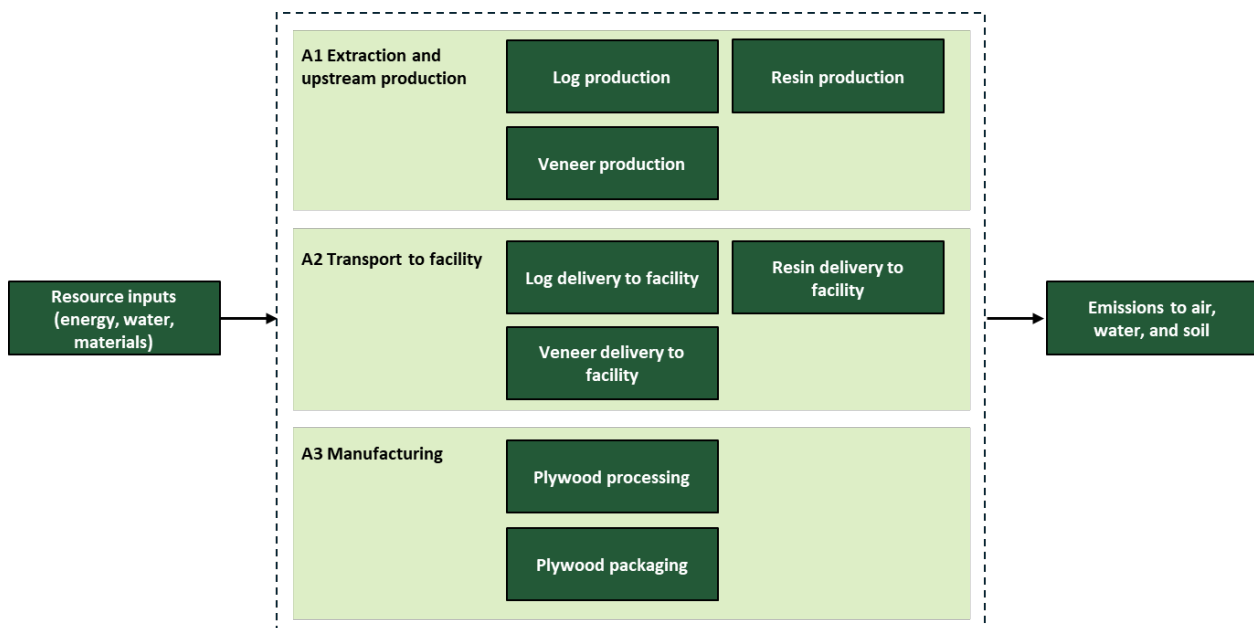 A1 Extraction and
upstream production
Log production
Resin production
Veneer production
A2 Transport to facility
Log delivery to facility
Resin delivery to
facility
Veneer delivery to
facility
Resource inputs
(energy, water,
materials)
Emissions to air,
water, and soil
A3 Manufacturing
Plywood processing
Plywood packaging